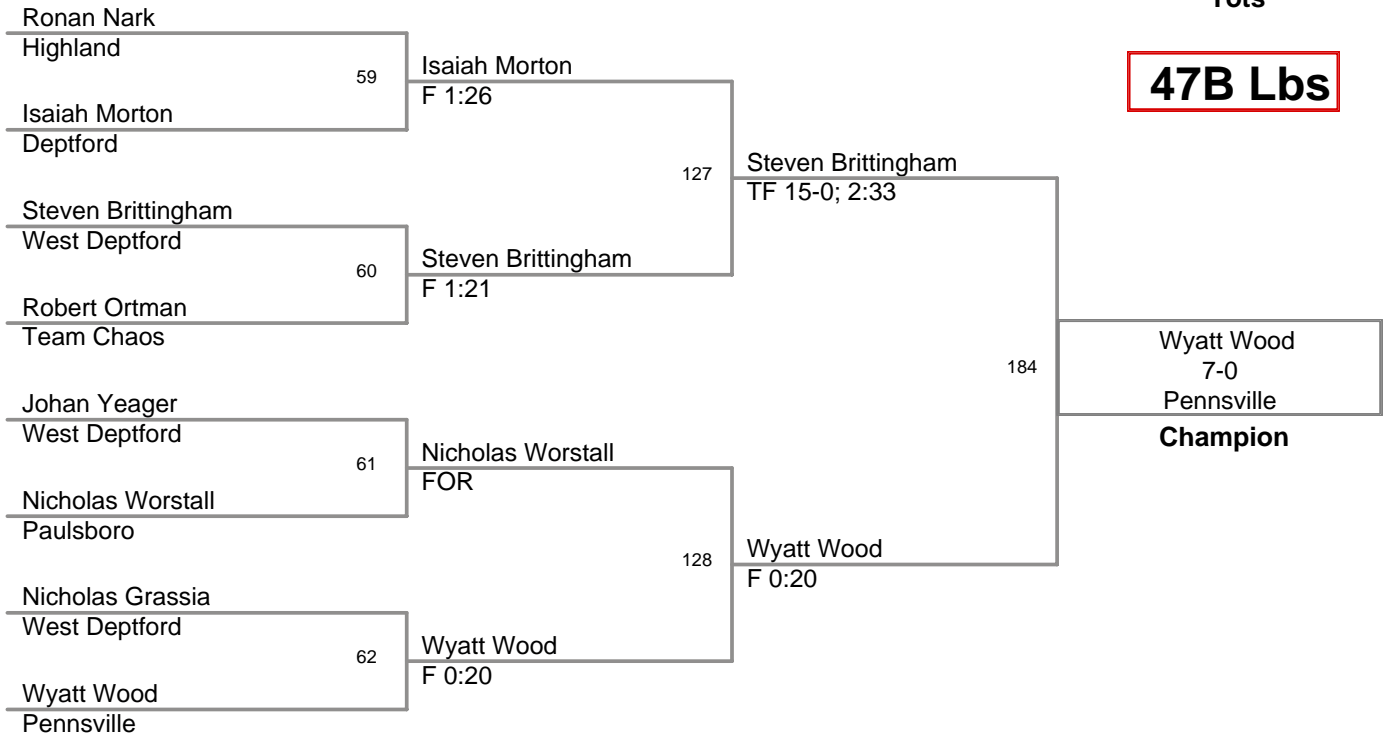 Tots
47B Lbs
Ronan Nark
Highland
59
Isaiah Morton
Deptford
Isaiah Morton
F 1:26
Steven Brittingham
West Deptford
60
Robert Ortman
Team Chaos
Steven Brittingham
F 1:21
127
Steven Brittingham
TF 15-0; 2:33
Johan Yeager
West Deptford
61
Nicholas Worstall
Paulsboro
Nicholas Worstall
FOR
Nicholas Grassia
West Deptford
62
Wyatt Wood
Pennsville
Wyatt Wood
F 0:20
128
Wyatt Wood
F 0:20
184
Wyatt Wood
7-0
Pennsville
Champion